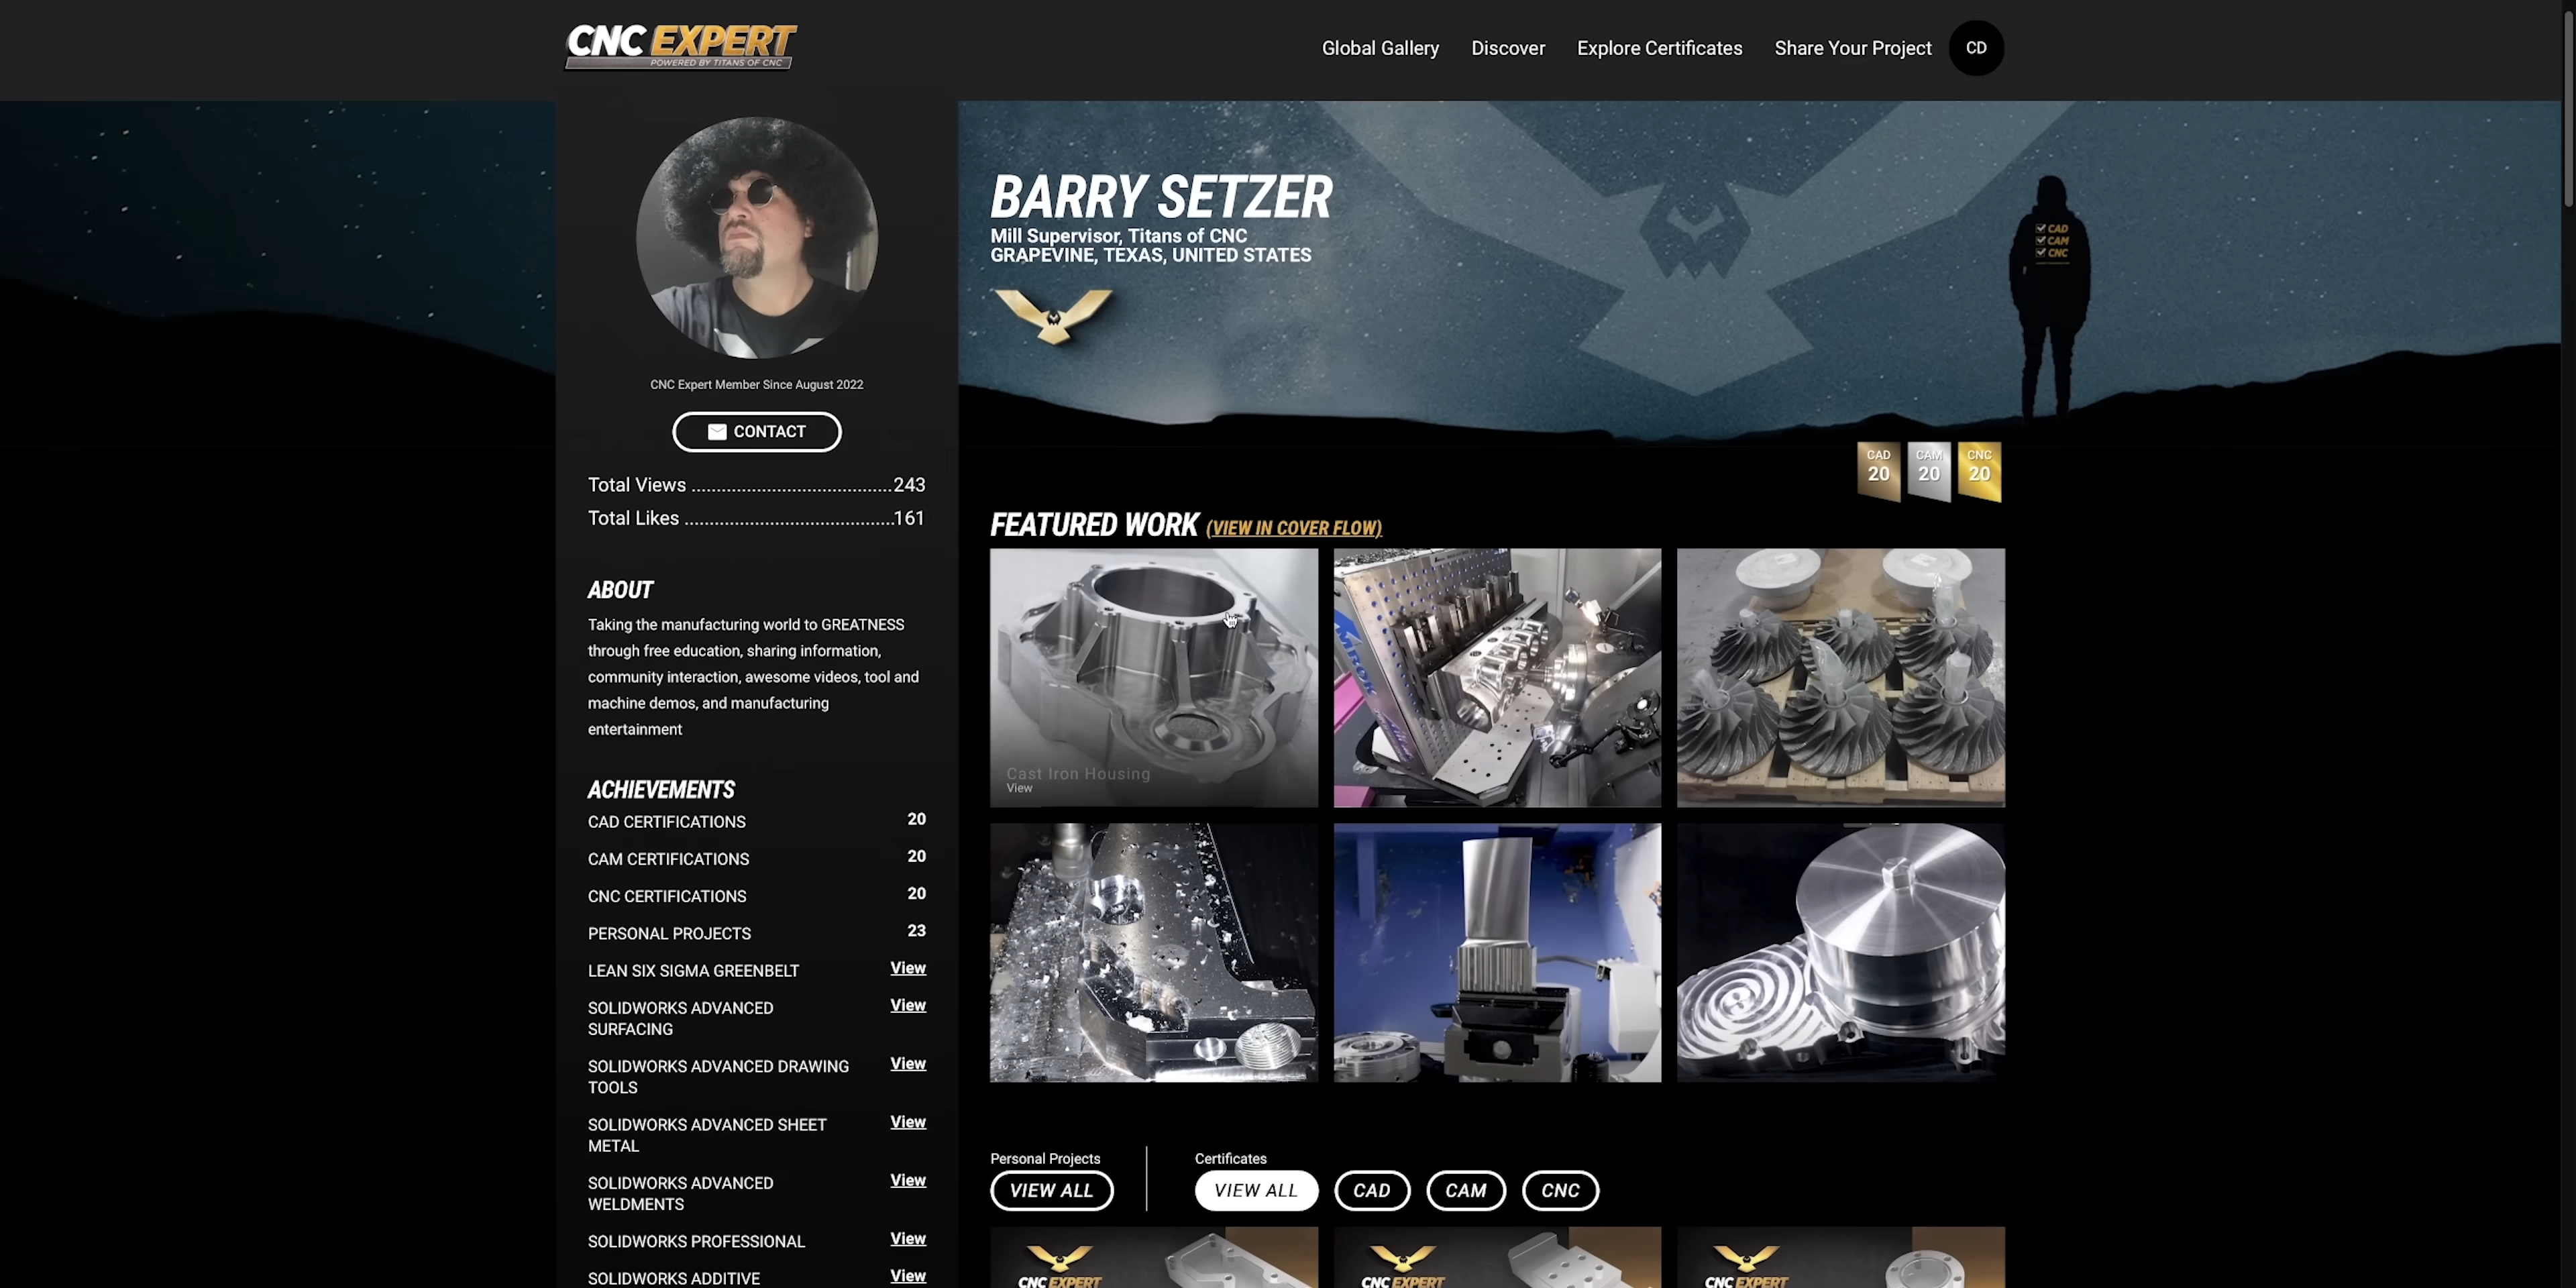 CNC EXPERT
POWERED BY TITANS OF CNC
Global Gallery
Discover
Explore Certificates
Share Your Project
CD
CNC Expert Member Since August 2022
CONTACT
Total Views 243
Total Likes 161
ABOUT
Taking the manufacturing world to GREATNESS
through free education, sharing information,
community interaction, awesome videos, tool and
machine demos, and manufacturing
entertainment
ACHIEVEMENTS
CAD CERTIFICATIONS 20
CAM CERTIFICATIONS 20
CNC CERTIFICATIONS 20
PERSONAL PROJECTS 23
LEAN SIX SIGMA GREENBELT View
SOLIDWORKS ADVANCED View
SURFACING
SOLIDWORKS ADVANCED DRAWING View
TOOLS
SOLIDWORKS ADVANCED SHEET View
METAL
SOLIDWORKS ADVANCED View
WELDMENTS
SOLIDWORKS PROFESSIONAL View
SOLIDWORKS ADDITIVE View
BARRY SETZER
Mill Supervisor, Titans of CNC
GRAPEVINE, TEXAS, UNITED STATES
CAD
CAM
CNC
CAD 20
CAM 20
CNC 20
FEATURED WORK (VIEW IN COVER FLOW)
Cast Iron Housing
View
Personal Projects
VIEW ALL
Certificates
VIEW ALL
CAD
CAM
CNC
CNC EXPERT
CNC EXPERT
CNC EXPERT